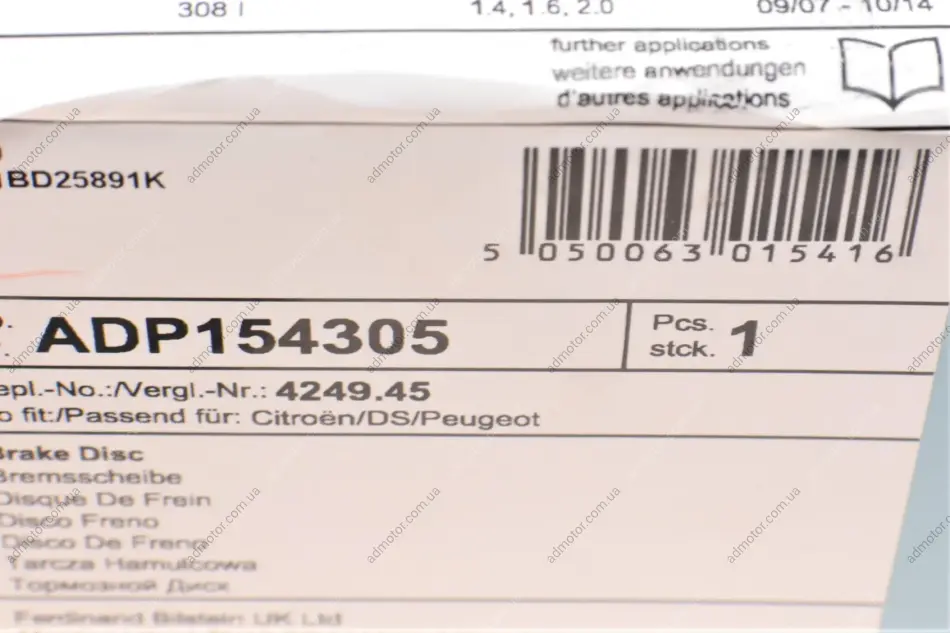 308 I 1.4, 1.6, 2.0 09/07 - 10/14
further applications
weitere anwendungen
d'autres applications
BD25891K
5 050063 015416
ADP154305
Pcs. 1
stck.
epl.-No.:/Vergl.-Nr.: 4249.45
o fit:/Passend für: Citroën/DS/Peugeot
Brake Disc
Bremsscheibe
Disque De Frein
Disco Freno
Disco De Freno
Tarcza Hamulcowa
Тормозной Диск
Ferdinand Bilstein UK Ltd
admotor.com.ua